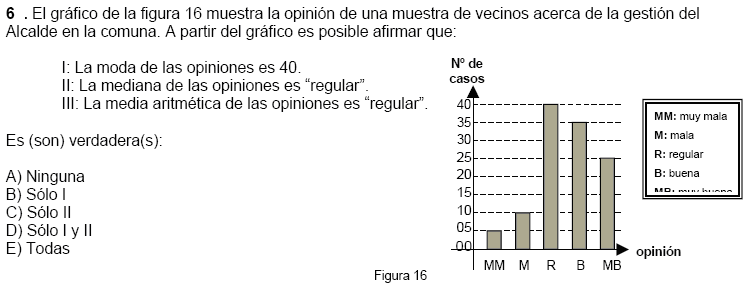 6 . El gráfico de la figura 16 muestra la opinión de una muestra de vecinos acerca de la gestión del
Alcalde en la comuna. A partir del gráfico es posible afirmar que:
I: La moda de las opiniones es 40.
II: La mediana de las opiniones es “regular”.
III: La media aritmética de las opiniones es “regular”.
Es (son) verdadera(s):
A) Ninguna
B) Sólo I
C) Sólo II
D) Sólo I y II
E) Todas
Nº de
casos
40
35
30
25
20
15
10
05
00
MM M R B MB
opinión
MM: muy mala
M: mala
R: regular
B: buena
MB: muy buena
Figura 16